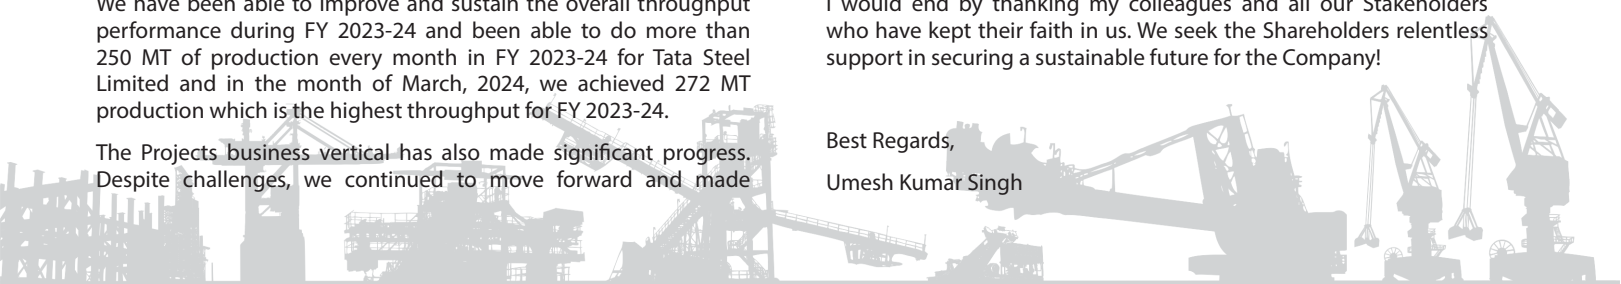 We have been able to improve and sustain the overall throughput
performance during FY 2023-24 and been able to do more than
250 MT of production every month in FY 2023-24 for Tata Steel
Limited and in the month of March, 2024, we achieved 272 MT
production which is the highest throughput for FY 2023-24.
The Projects business vertical has also made significant progress.
Despite challenges, we continued to move forward and made
I would end by thanking my colleagues and all our Stakeholders
who have kept their faith in us. We seek the Shareholders relentless
support in securing a sustainable future for the Company!
Best Regards,
Umesh Kumar Singh